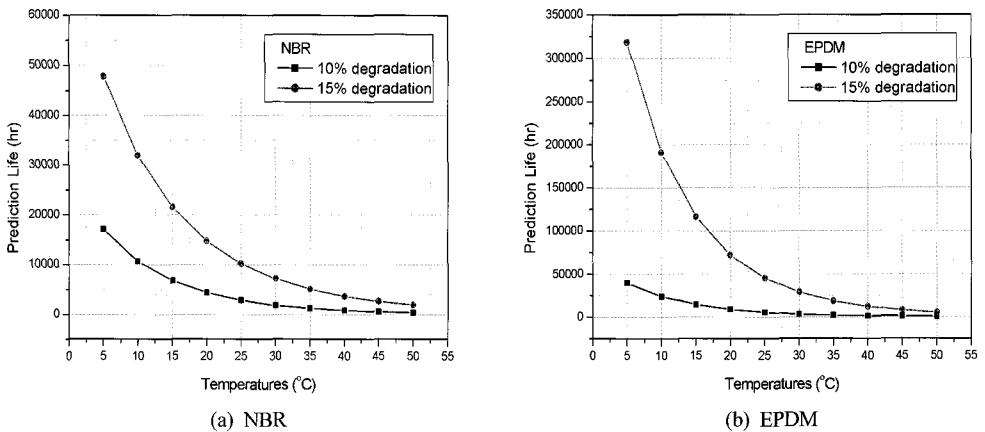 60000
50000
40000
30000
20000
10000
0
Prediction Life (hr)
NBR
10% degradation
15% degradation
0 5 10 15 20 25 30 35 40 45 50 55
Temperatures (°C)
(a) NBR
350000
300000
250000
200000
150000
100000
50000
0
Prediction Life (hr)
EPDM
10% degradation
15% degradation
0 5 10 15 20 25 30 35 40 45 50 55
Temperatures (°C)
(b) EPDM